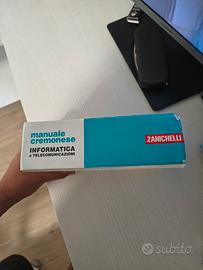 manuale
cremonese
INFORMATICA
e TELECOMUNICAZIONI
ZANICHELLI
subito